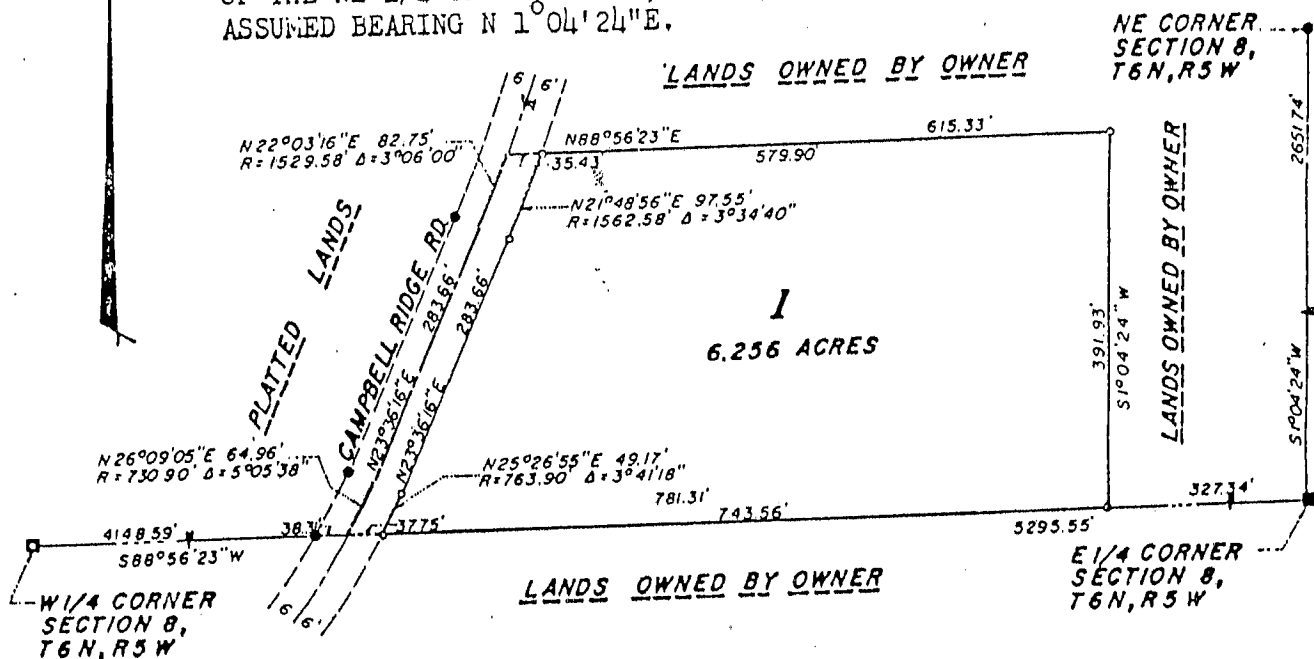 ASSUMED BEARING N 1°04'24"E.
NE CORNER
SECTION 8,
T6N, R5W
LANDS OWNED BY OWNER
6' 6'
N22°03'16"E 82.75'
R=1529.58' Δ=3°06'00"
N88°56'23"E
615.33'
35.43'
579.90'
N21°48'56"E 97.55'
R=1562.58' Δ=3°34'40"
2651.74'
S1°04'24"W
LANDS OWNED BY OWNER
PLATTED LANDS
CAMPBELL RIDGE RD.
283.66'
N23°36'16"E
283.66'
N23°36'16"E
1
6.256 ACRES
391.93'
S1°04'24"W
N26°09'05"E 64.96'
R=730.90' Δ=5°05'38"
N25°26'55"E 49.17'
R=763.90' Δ=3°41'18"
781.31'
327.34'
4148.59'
S88°56'23"W
37.75'
743.56'
5295.55'
W1/4 CORNER
SECTION 8,
T6N, R5W
6' 6'
LANDS OWNED BY OWNER
E1/4 CORNER
SECTION 8,
T6N, R5W